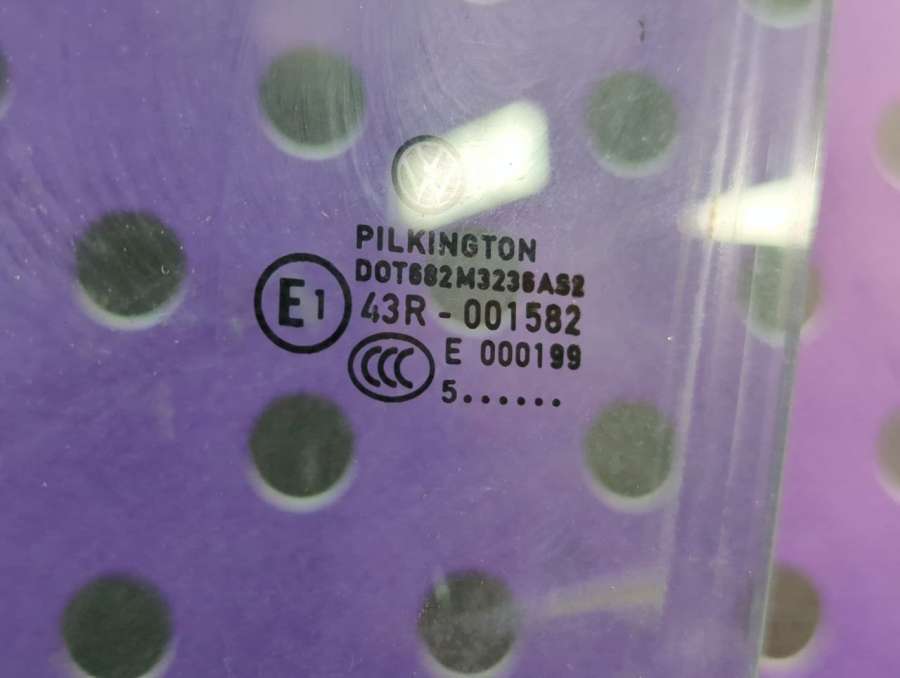 PILKINGTON
DOT682M3236AS2
E1 43R - 001582
CCC E 000199
5......